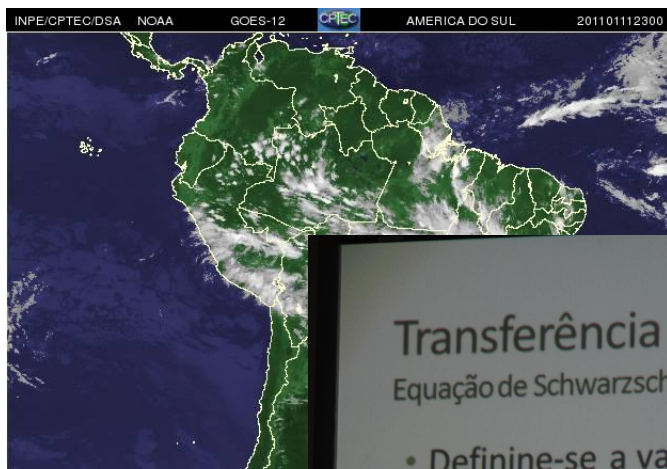 INPE/CPTEC/DSA NOAA GOES-12 CPTEC AMERICA DO SUL 201101112300
Transferência
Equação de Schwarzsch
• Definine-se a va